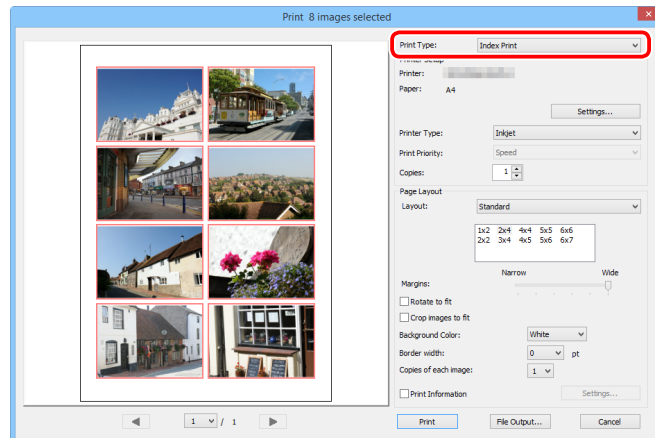 Print 8 images selected
Print Type: Index Print
Printer Setup
Printer:
Paper: A4
Settings...
Printer Type: Inkjet
Print Priority: Speed
Copies: 1
Page Layout
Layout: Standard
1x2 2x4 4x4 5x5 6x6
2x2 3x4 4x5 5x6 6x7
Narrow Wide
Margins:
Rotate to fit
Crop images to fit
Background Color: White
Border width: 0 pt
Copies of each image: 1
Print Information Settings...
1 / 1
Print File Output... Cancel